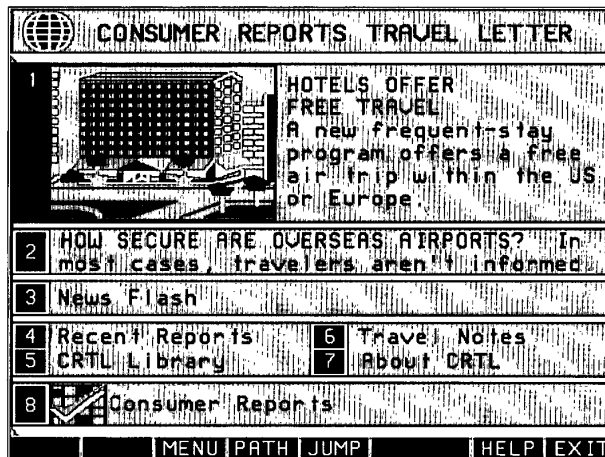 CONSUMER REPORTS TRAVEL LETTER
1
HOTELS OFFER
FREE TRAVEL
A new frequent-stay
program offers a free
air trip within the US
or Europe.
2 HOW SECURE ARE OVERSEAS AIRPORTS? In
most cases, travelers aren't informed
3 News Flash
4 Recent Reports 6 Travel Notes
5 CRTL Library 7 About CRTL
8 Consumer Reports
MENU PATH JUMP HELP EXIT